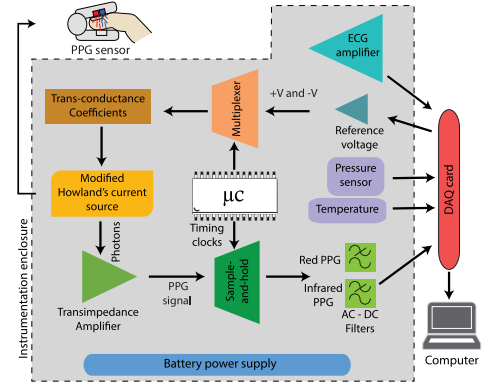 PPG sensor
ECG
amplifier
Trans-conductance
Coefficients
Multiplexer
+V and -V
Reference
voltage
Modified
Howland's current
source
μc
Pressure
sensor
Temperature
DAQ card
Instrumentation enclosure
Photons
Timing
clocks
Transimpedance
Amplifier
PPG
signal
Sample-
and-hold
Red PPG
Infrared
PPG
AC - DC
Filters
Computer
Battery power supply